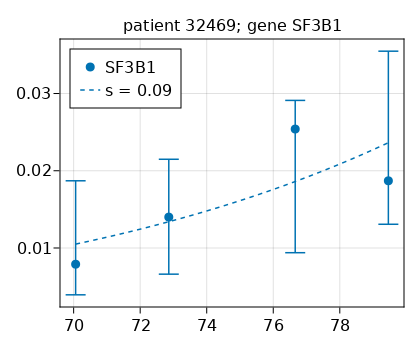 patient 32469; gene SF3B1
SF3B1
s = 0.09
0.03
0.02
0.01
70 72 74 76 78